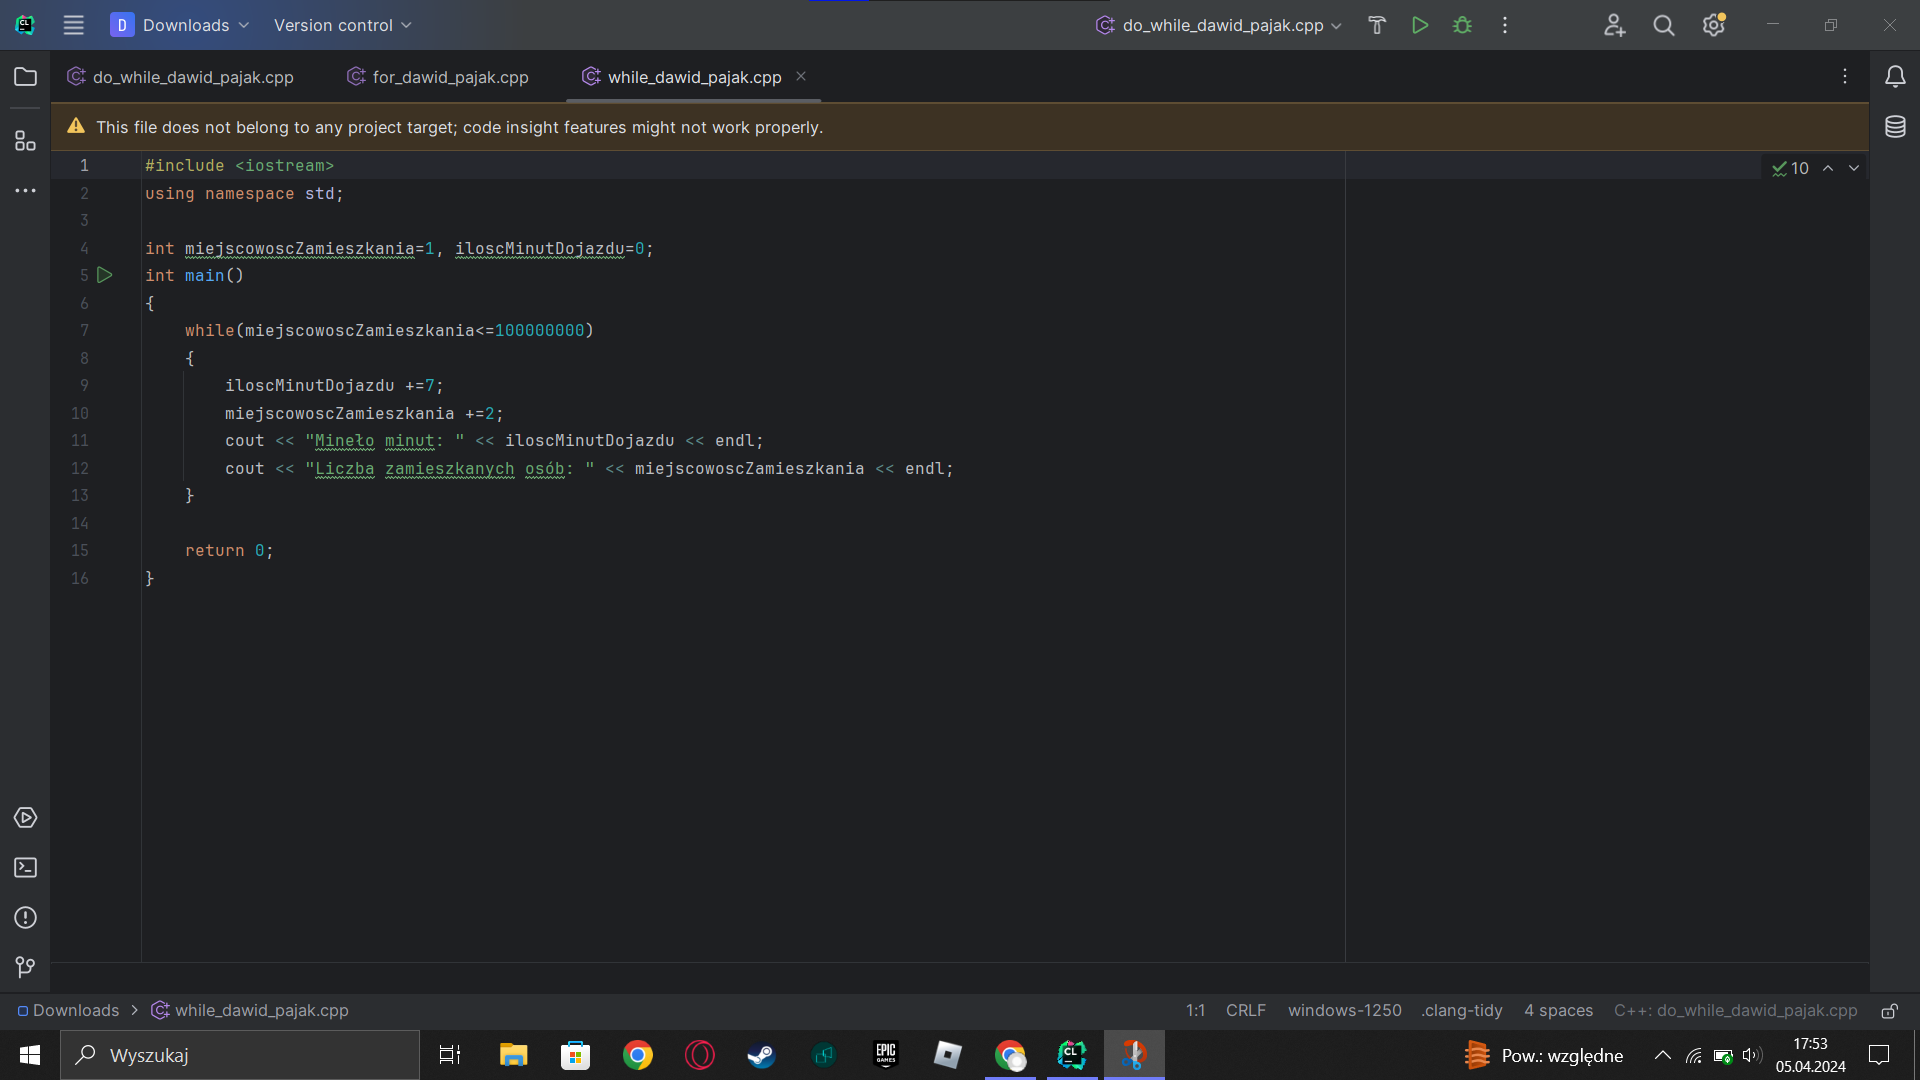 D Downloads Version control do_while_dawid_pajak.cpp
do_while_dawid_pajak.cpp for_dawid_pajak.cpp while_dawid_pajak.cpp
This file does not belong to any project target; code insight features might not work properly.
1 #include <iostream> 10
2 using namespace std;
3
4 int miejscowoscZamieszkania=1, iloscMinutDojazdu=0;
5 int main()
6 {
7 while(miejscowoscZamieszkania<=100000000)
8 {
9 iloscMinutDojazdu +=7;
10 miejscowoscZamieszkania +=2;
11 cout << "Mineło minut: " << iloscMinutDojazdu << endl;
12 cout << "Liczba zamieszkanych osób: " << miejscowoscZamieszkania << endl;
13 }
14
15 return 0;
16 }
Downloads > while_dawid_pajak.cpp 1:1 CRLF windows-1250 .clang-tidy 4 spaces C++: do_while_dawid_pajak.cpp
Wyszukaj EPIC GAMES CL Pow.: względne 17:53
05.04.2024